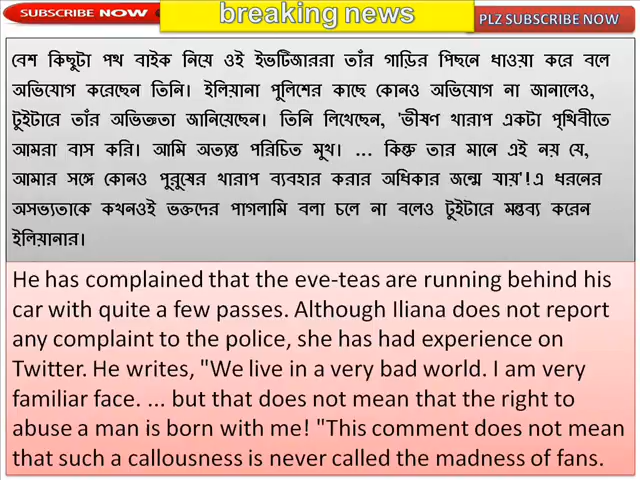 SUBSCRIBE NOW
breaking news
PLZ SUBSCRIBE NOW
বেশ কিছুটা পথ বাইক নিয়ে ওই ইভটিজাররা তাঁর গাড়ির পিছনে ধাওয়া করে বলে
অভিযোগ করেছেন তিনি। ইলিয়ানা পুলিশের কাছে কোনও অভিযোগ না জানালেও,
টুইটারে তাঁর অভিজ্ঞতা জানিয়েছেন। তিনি লিখেছেন, 'ভীষণ খারাপ একটা পৃথিবীতে
আমরা বাস করি। আমি অত্যন্ত পরিচিত মুখ। ... কিন্তু তার মানে এই নয় যে,
আমার সঙ্গে কোনও পুরুষের খারাপ ব্যবহার করার অধিকার জন্মে যায়'! এ ধরনের
অসভ্যতাকে কখনওই ভক্তদের পাগলামি বলা চলে না বলেও টুইটারে মন্তব্য করেন
ইলিয়ানার।
He has complained that the eve-teas are running behind his
car with quite a few passes. Although Iliana does not report
any complaint to the police, she has had experience on
Twitter. He writes, "We live in a very bad world. I am very
familiar face. ... but that does not mean that the right to
abuse a man is born with me! "This comment does not mean
that such a callousness is never called the madness of fans.